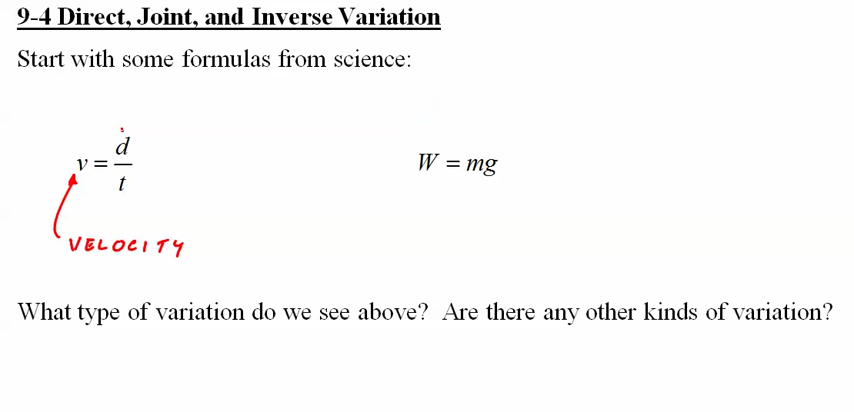 9-4 Direct, Joint, and Inverse Variation
Start with some formulas from science:
v = d/t
W = mg
VELOCITY
What type of variation do we see above?  Are there any other kinds of variation?